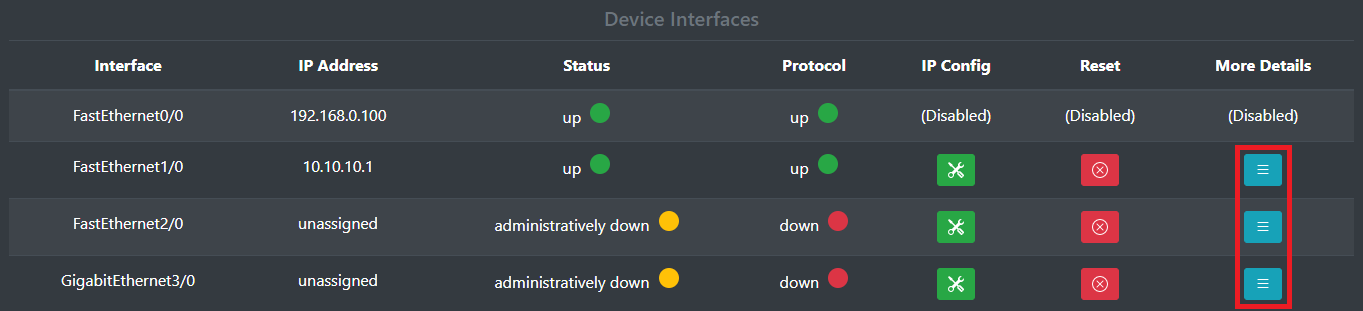 Device Interfaces
Interface IP Address Status Protocol IP Config Reset More Details
FastEthernet0/0 192.168.0.100 up up (Disabled) (Disabled) (Disabled)
FastEthernet1/0 10.10.10.1 up up
FastEthernet2/0 unassigned administratively down down
GigabitEthernet3/0 unassigned administratively down down